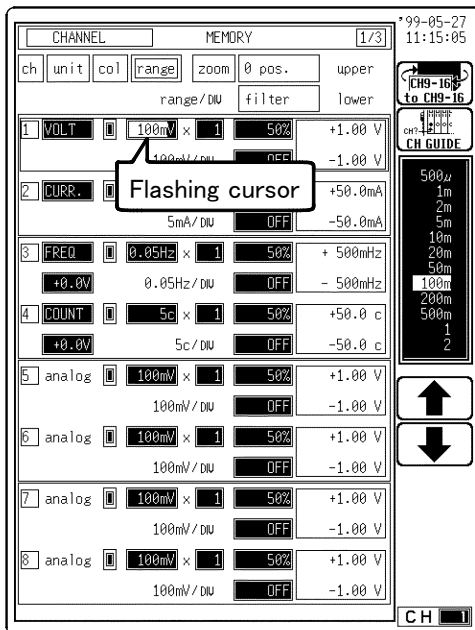 '99-05-27
11:15:05
CHANNEL MEMORY 1/3
ch unit col range zoom 0 pos. upper
range/DIV filter lower
CH9-16
to CH9-16
CH?
CH GUIDE
1 VOLT 100mV × 1 50% +1.00 V
OFF -1.00 V
Flashing cursor
2 CURR. +50.0mA
5mA/DIV OFF -50.0mA
3 FREQ 0.05Hz × 1 50% + 500mHz
+0.0V 0.05Hz/DIV OFF - 500mHz
4 COUNT 5c × 1 50% +50.0 c
+0.0V 5c/DIV OFF -50.0 c
5 analog 100mV × 1 50% +1.00 V
100mV/DIV OFF -1.00 V
6 analog 100mV × 1 50% +1.00 V
100mV/DIV OFF -1.00 V
7 analog 100mV × 1 50% +1.00 V
100mV/DIV OFF -1.00 V
8 analog 100mV × 1 50% +1.00 V
100mV/DIV OFF -1.00 V
500μ
1m
2m
5m
10m
20m
50m
100m
200m
500m
1
2
CH 1